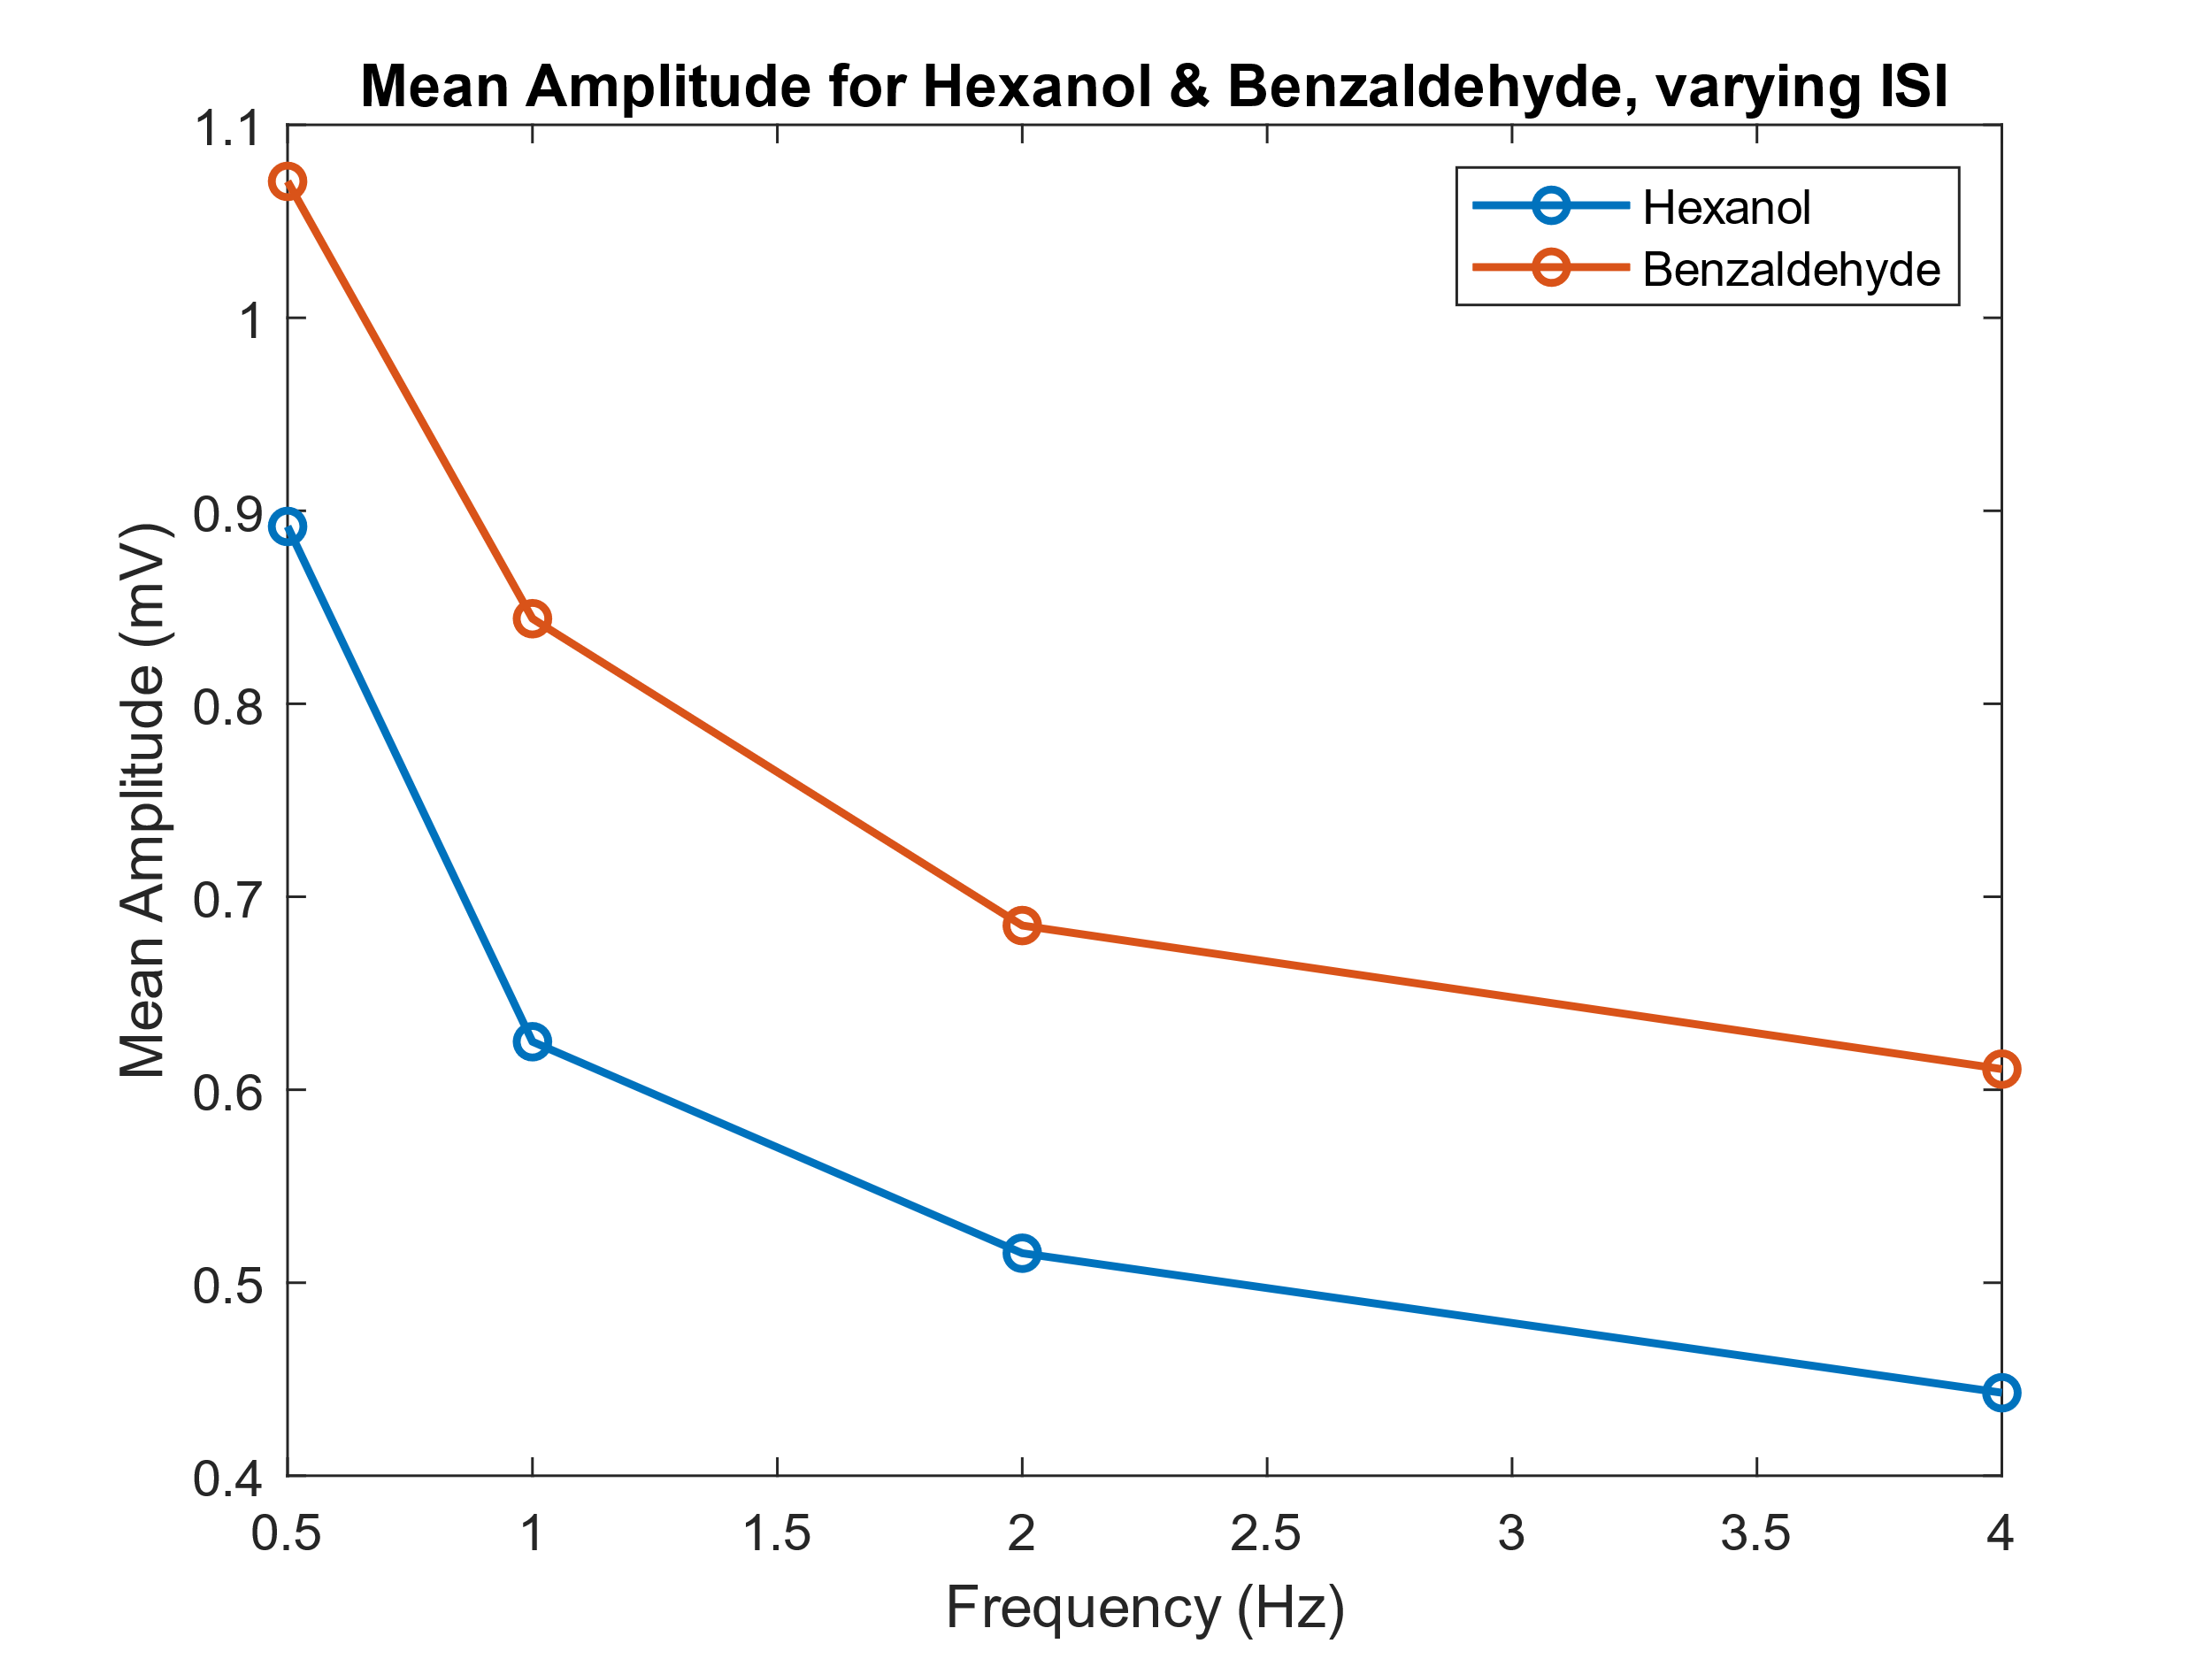 Mean Amplitude for Hexanol & Benzaldehyde, varying ISI
Hexanol
Benzaldehyde
Mean Amplitude (mV)
1.1
1
0.9
0.8
0.7
0.6
0.5
0.4
0.5 1 1.5 2 2.5 3 3.5 4
Frequency (Hz)